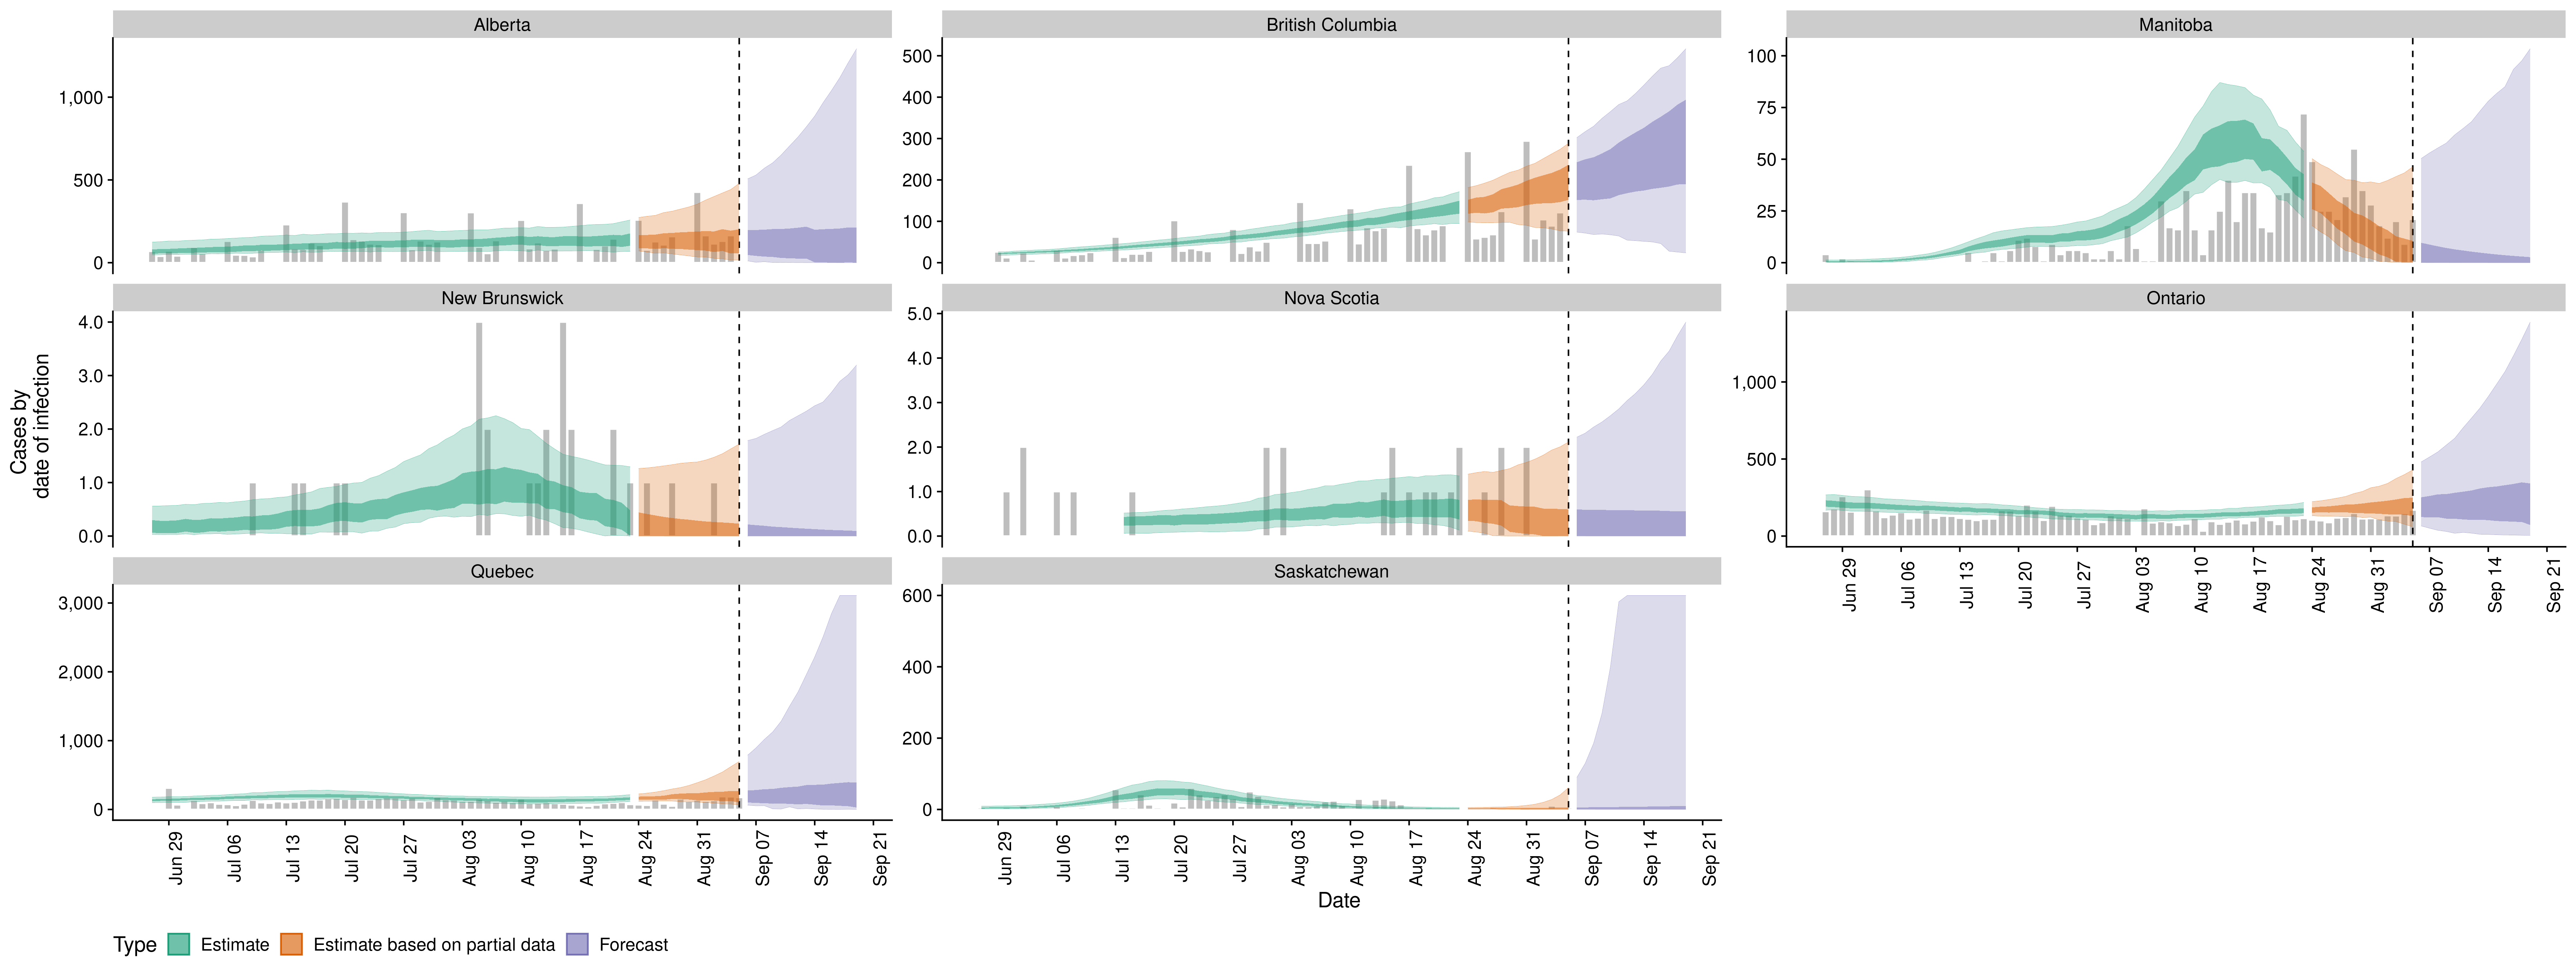 Alberta
British Columbia
Manitoba
1,000
500
0
500
400
300
200
100
0
100
75
50
25
0
New Brunswick
Nova Scotia
Ontario
4.0
3.0
2.0
1.0
0.0
5.0
4.0
3.0
2.0
1.0
0.0
1,000
500
0
Jun 29
Jul 06
Jul 13
Jul 20
Jul 27
Aug 03
Aug 10
Aug 17
Aug 24
Aug 31
Sep 07
Sep 14
Sep 21
Cases by
date of infection
Quebec
Saskatchewan
3,000
2,000
1,000
0
600
400
200
0
Jun 29
Jul 06
Jul 13
Jul 20
Jul 27
Aug 03
Aug 10
Aug 17
Aug 24
Aug 31
Sep 07
Sep 14
Sep 21
Jun 29
Jul 06
Jul 13
Jul 20
Jul 27
Aug 03
Aug 10
Aug 17
Aug 24
Aug 31
Sep 07
Sep 14
Sep 21
Date
Type Estimate Estimate based on partial data Forecast